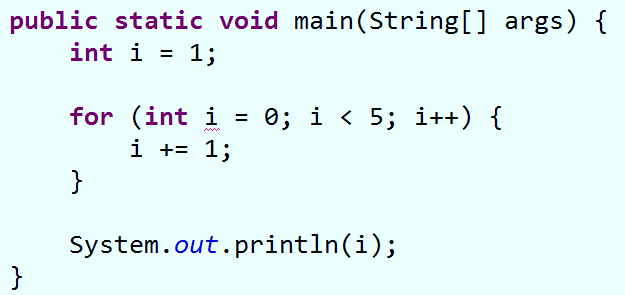 public static void main(String[] args) {
    int i = 1;

    for (int i = 0; i < 5; i++) {
        i += 1;
    }

    System.out.println(i);
}